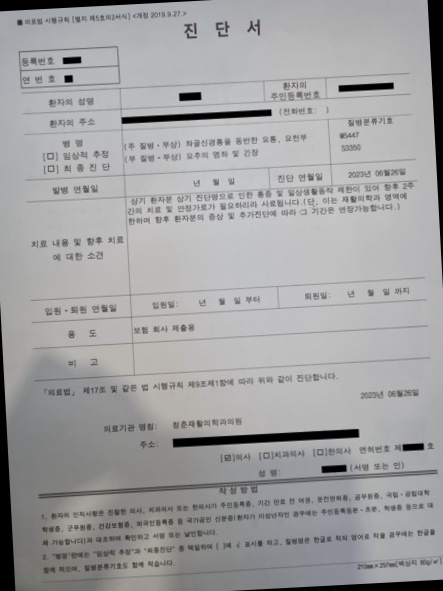 ■ 의료법 시행규칙 [별지 제5호의2서식] <개정 2019.9.27.>
진 단 서
등록번호
연 번 호
환자의 성명 환자의 주민등록번호
환자의 주소 (전화번호: )
병 명
[□] 임상적 추정
[□] 최 종 진 단
(주 질병·부상) 좌골신경통을 동반한 요통, 요천부
(부 질병·부상) 요추의 염좌 및 긴장
질병분류기호
M5447
S3350
발병 연월일 년 월 일 진단 연월일 2023년 06월26일
치료 내용 및 향후 치료에 대한 소견
상기 환자분 상기 진단명으로 인한 통증 및 일상생활동작 제한이 있어 향후 2주
간의 치료 및 안정가료가 필요하리라 사료됩니다.(단, 이는 재활의학과 영역에
한하며 향후 환자분의 증상 및 추가진단에 따라 그 기간은 연장가능합니다.)
입원·퇴원 연월일 입원일: 년 월 일 부터 퇴원일: 년 월 일 까지
용 도 보험 회사 제출용
비 고
「의료법」 제17조 및 같은 법 시행규칙 제9조제1항에 따라 위와 같이 진단합니다.
2023년 06월26일
의료기관 명칭: 청춘재활의학과의원
주소:
[☑]의사 [□]치과의사 [□]한의사 면허번호 제 호
성 명: (서명 또는 인)
작성방법
1. 환자의 인적사항은 진찰한 의사, 치과의사 또는 한의사가 주민등록증, 기간 만료 전 여권, 운전면허증, 공무원증, 국립·공립대학
학생증, 군무원증, 건강보험증, 외국인등록증 등 국가공인 신분증(환자가 미성년자인 경우에는 주민등록등본·초본, 학생증 등으로 대
체 가능합니다)과 대조하여 확인하고 서명 또는 날인합니다.
2. "병명"란에는 "임상적 추정"과 "최종진단" 중 택일하여 [ ]에 √ 표시를 하고, 질병명은 한글로 적되 영어로 적을 경우에는 한글을
함께 적으며, 질병분류기호도 함께 적습니다.
210㎜×297㎜[백상지 80g/㎡]